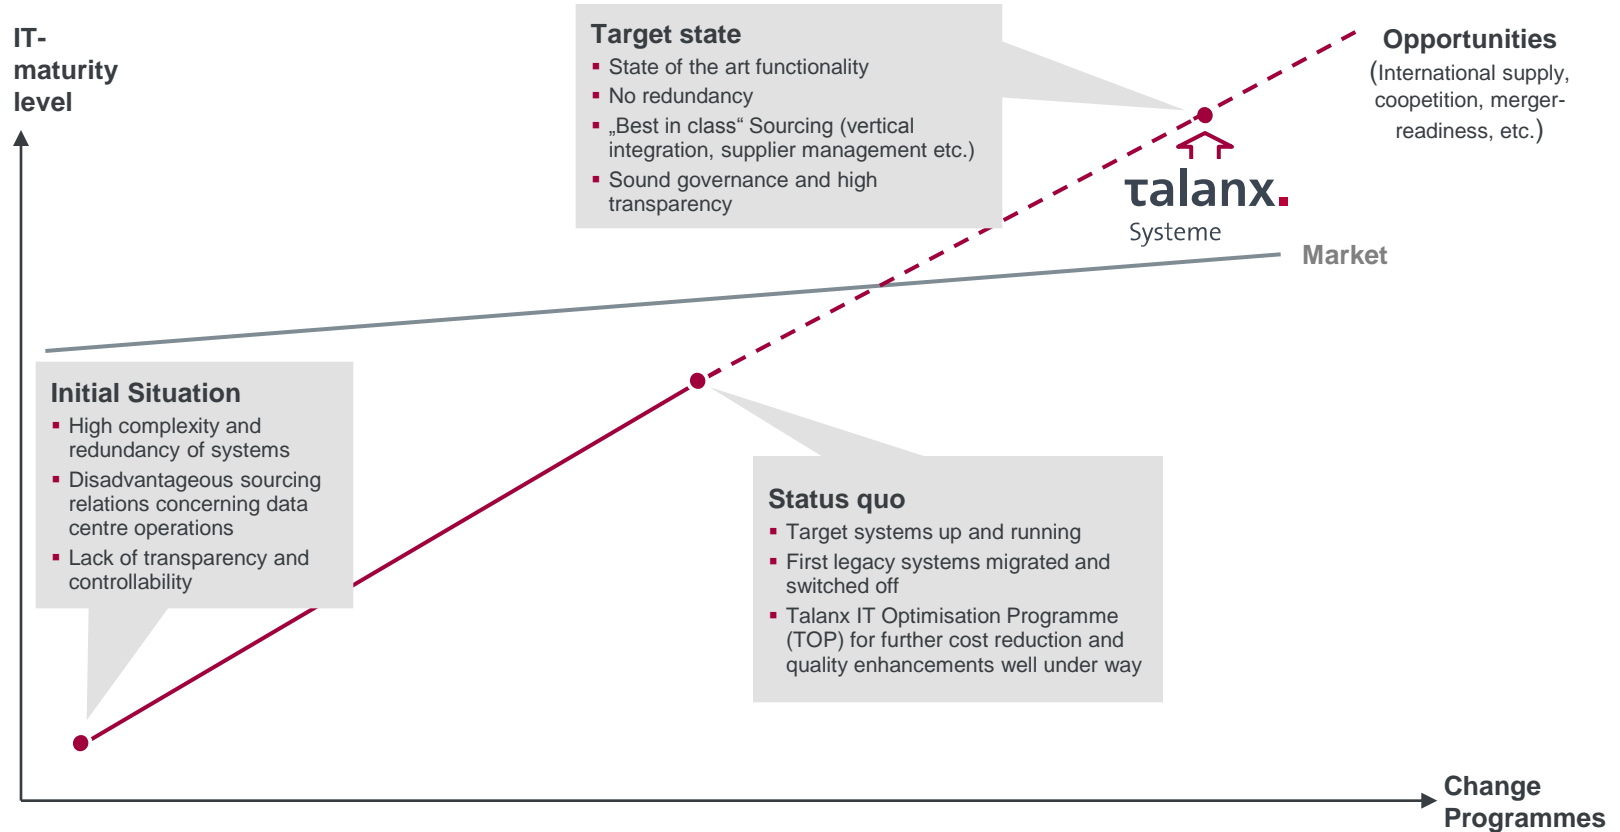 IT-
maturity
level
Target state
▪ State of the art functionality
▪ No redundancy
▪ „Best in class“ Sourcing (vertical
integration, supplier management etc.)
▪ Sound governance and high
transparency
Opportunities
(International supply,
coopetition, merger-
readiness, etc.)
talanx.
Systeme
Market
Initial Situation
▪ High complexity and
redundancy of systems
▪ Disadvantageous sourcing
relations concerning data
centre operations
▪ Lack of transparency and
controllability
Status quo
▪ Target systems up and running
▪ First legacy systems migrated and
switched off
▪ Talanx IT Optimisation Programme
(TOP) for further cost reduction and
quality enhancements well under way
Change
Programmes